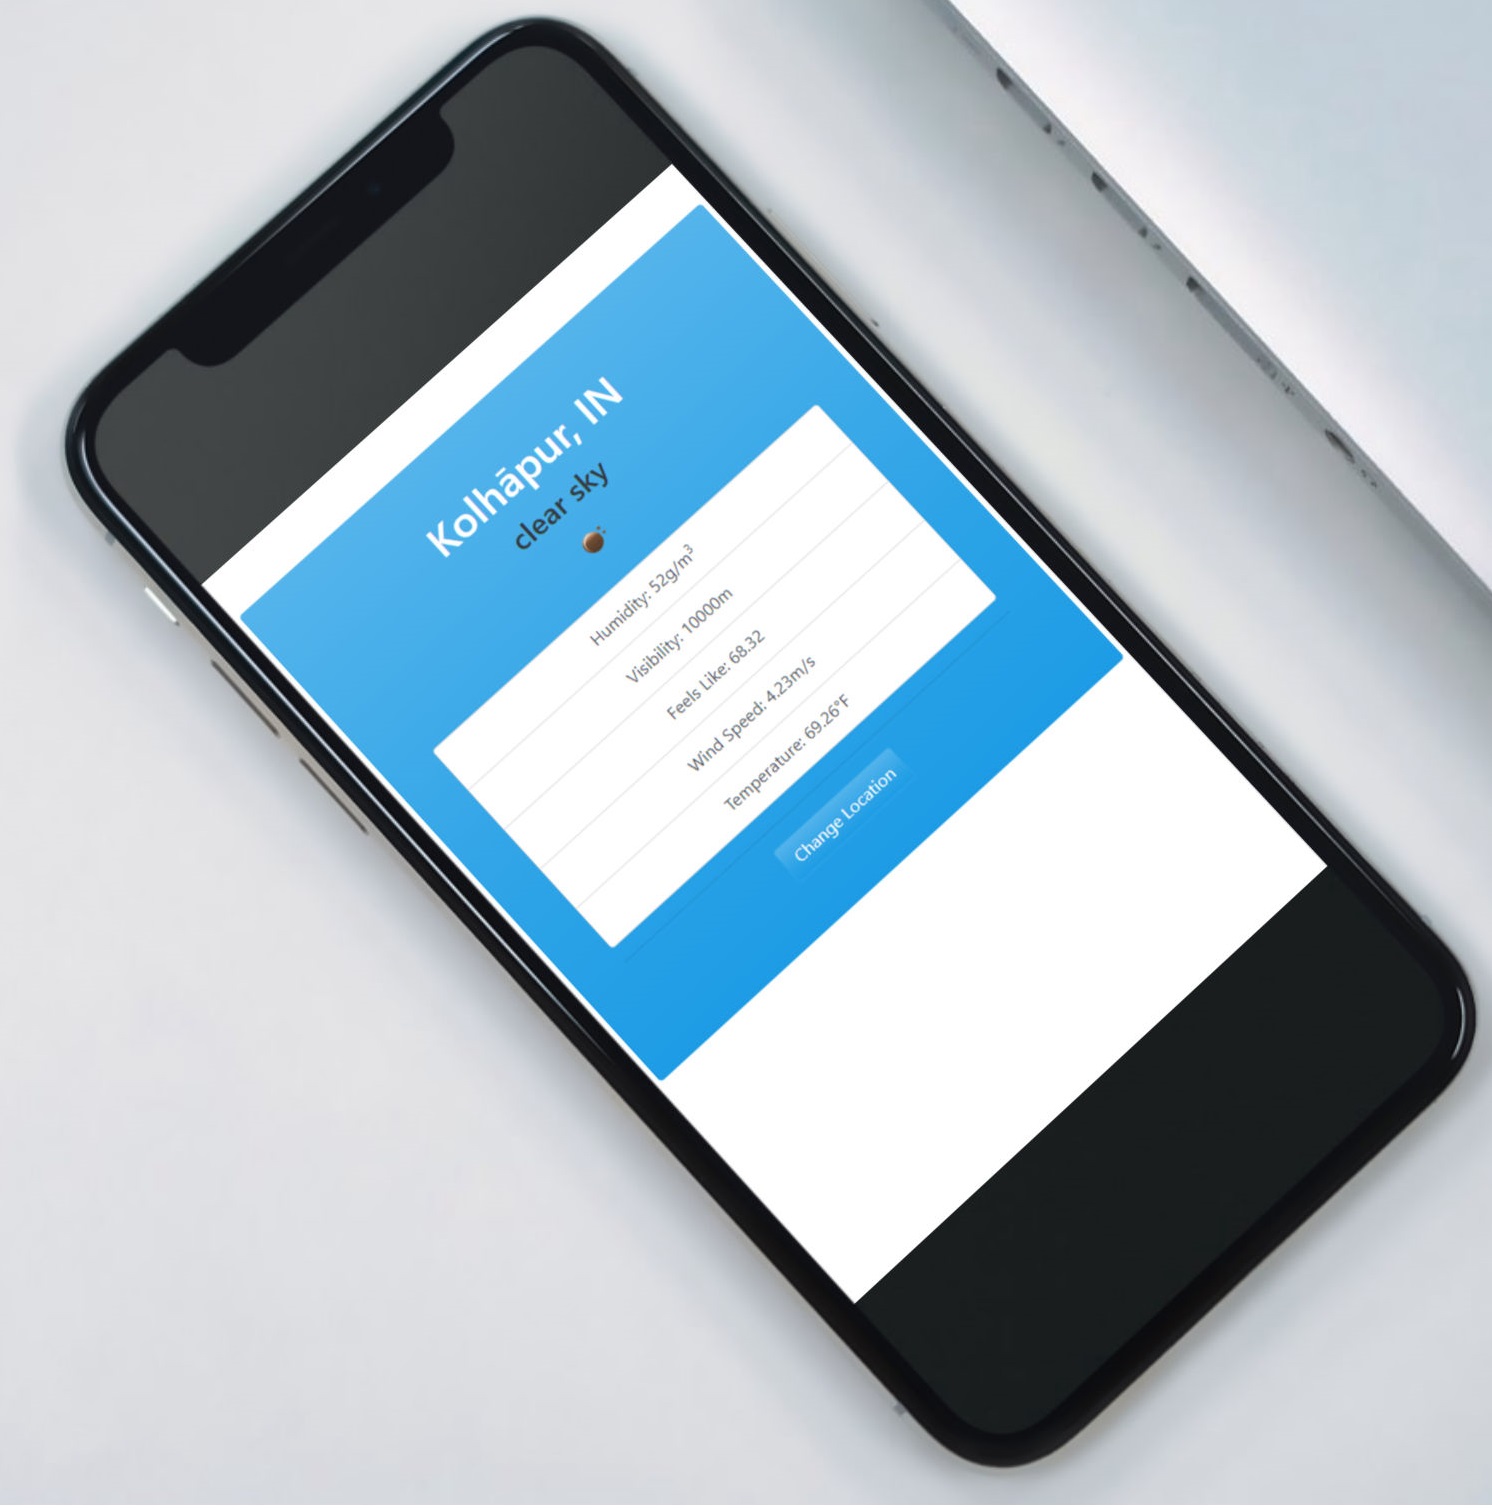 Kolhāpur, IN
clear sky
Humidity: 52g/m³
Visibility: 10000m
Feels Like: 68.32
Wind Speed: 4.23m/s
Temperature: 69.26°F
Change Location